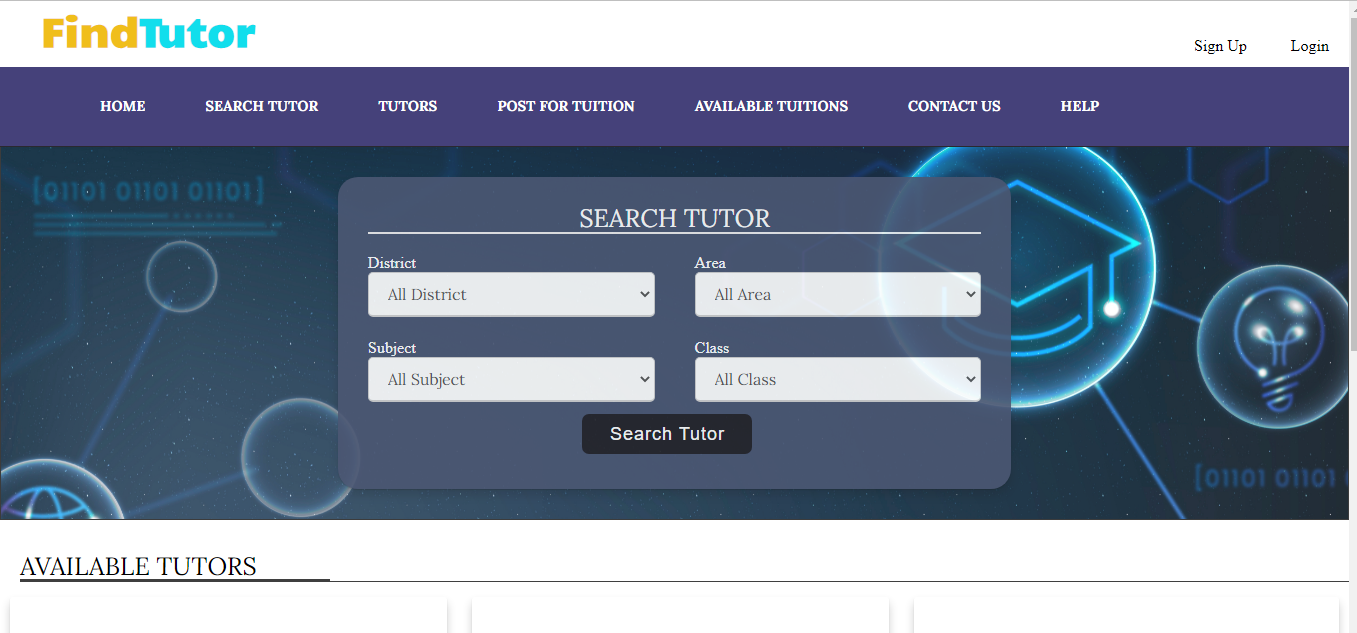 FindTutor
Sign Up Login
HOME SEARCH TUTOR TUTORS POST FOR TUITION AVAILABLE TUITIONS CONTACT US HELP
[01101 01101 01101]
SEARCH TUTOR
District Area
All District All Area
Subject Class
All Subject All Class
Search Tutor
[01101 01101
AVAILABLE TUTORS